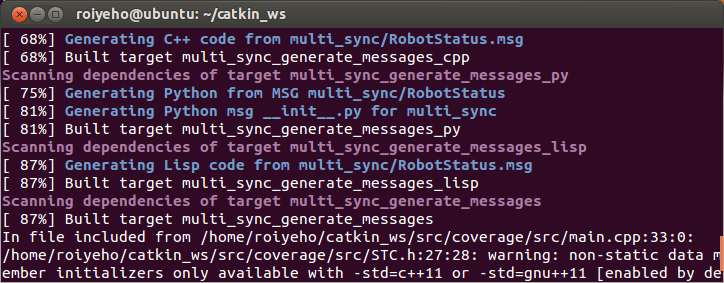 roiyeho@ubuntu: ~/catkin_ws
[ 68%] Generating C++ code from multi_sync/RobotStatus.msg
[ 68%] Built target multi_sync_generate_messages_cpp
Scanning dependencies of target multi_sync_generate_messages_py
[ 75%] Generating Python from MSG multi_sync/RobotStatus
[ 81%] Generating Python msg __init__.py for multi_sync
[ 81%] Built target multi_sync_generate_messages_py
Scanning dependencies of target multi_sync_generate_messages_lisp
[ 87%] Generating Lisp code from multi_sync/RobotStatus.msg
[ 87%] Built target multi_sync_generate_messages_lisp
Scanning dependencies of target multi_sync_generate_messages
[ 87%] Built target multi_sync_generate_messages
In file included from /home/roiyeho/catkin_ws/src/coverage/src/main.cpp:33:0:
/home/roiyeho/catkin_ws/src/coverage/src/STC.h:27:28: warning: non-static data m
ember initializers only available with -std=c++11 or -std=gnu++11 [enabled by de